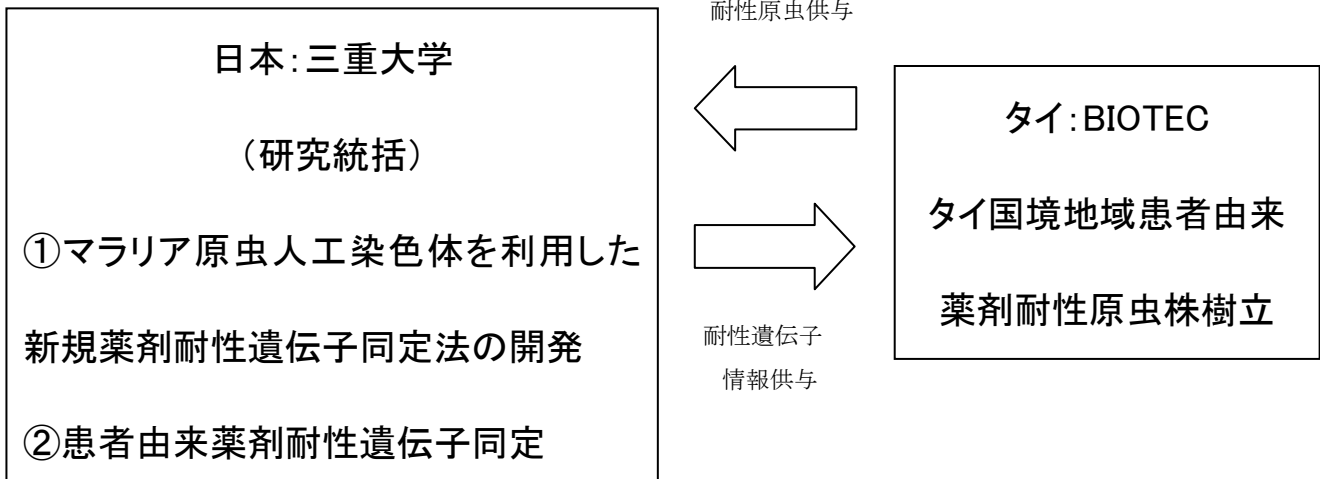 日本：三重大学
（研究統括）
①マラリア原虫人工染色体を利用した
新規薬剤耐性遺伝子同定法の開発
②患者由来薬剤耐性遺伝子同定
耐性原虫供与
耐性遺伝子
情報供与
タイ：BIOTEC
タイ国境地域患者由来
薬剤耐性原虫株樹立